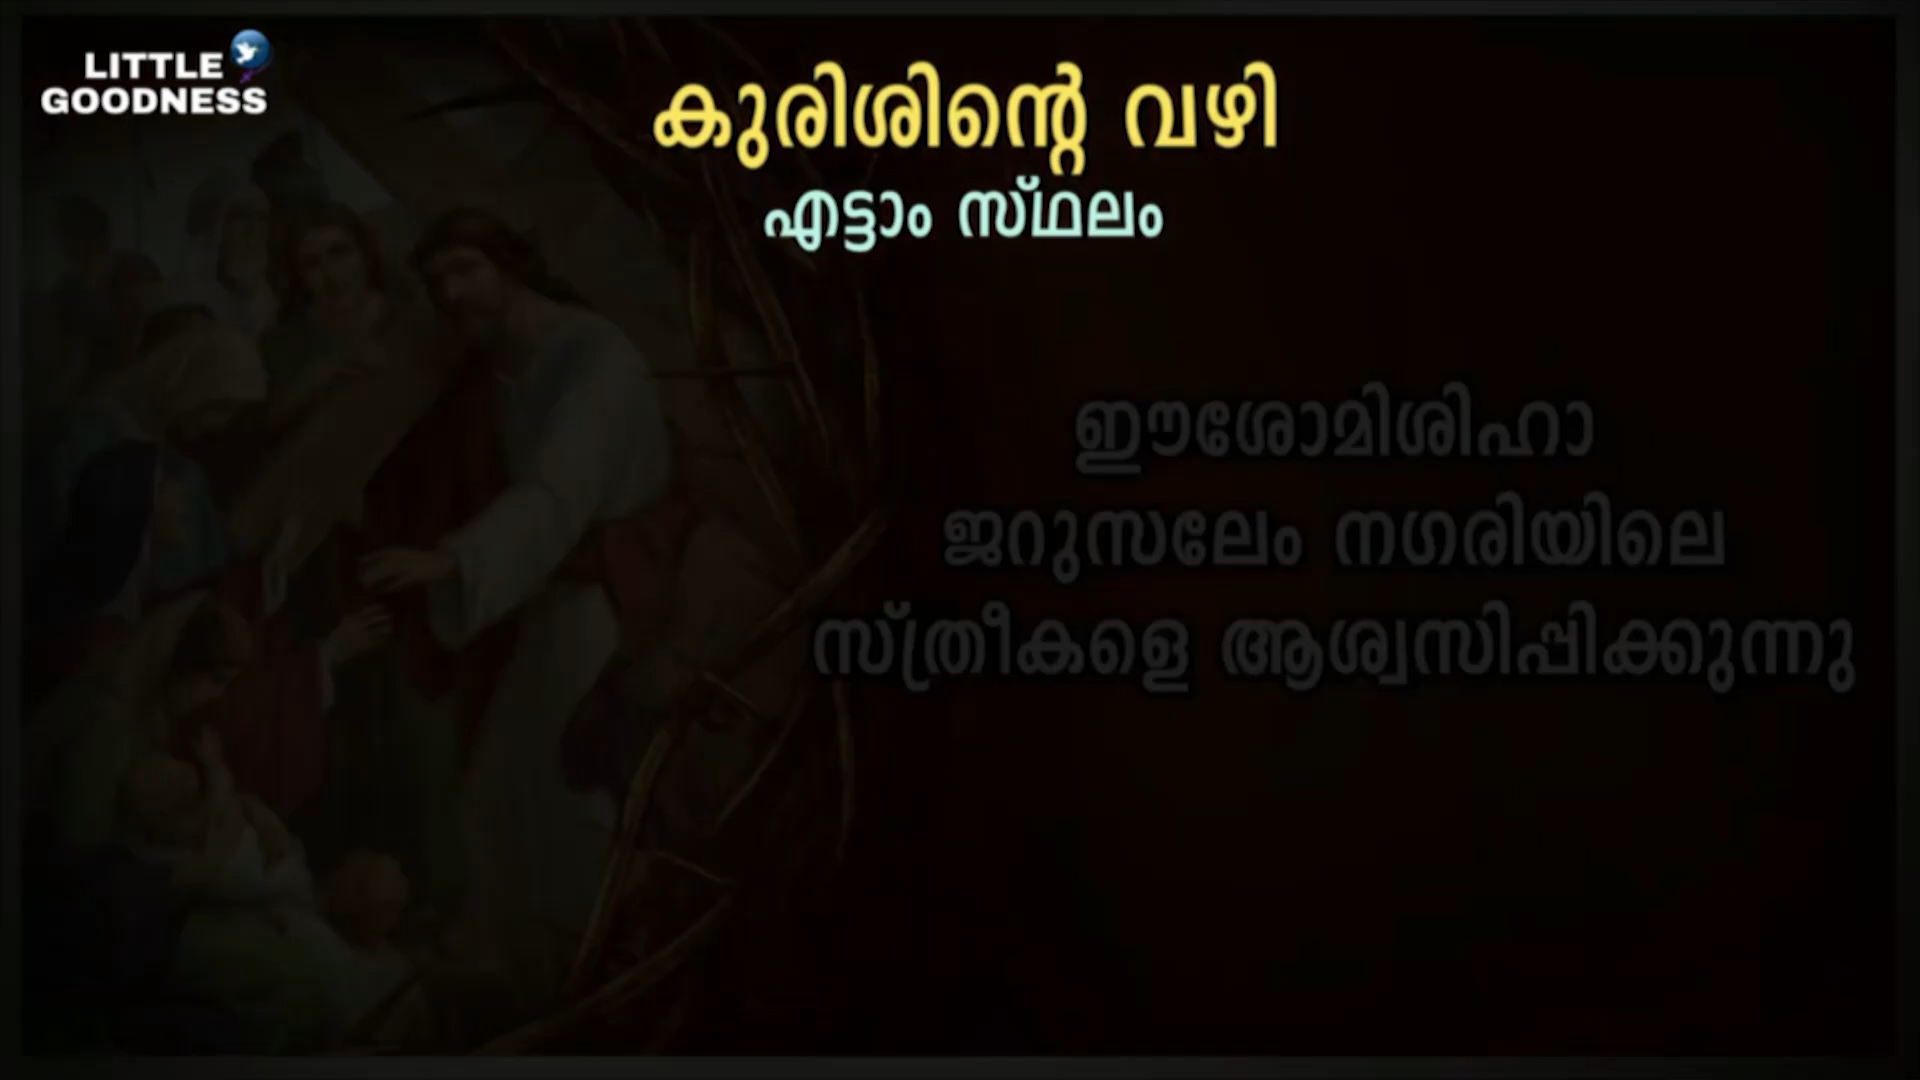 LITTLE
GOODNESS
കുരിശിന്റെ വഴി
എട്ടാം സ്ഥലം
ഈശോമിശിഹാ
ജറുസലേം നഗരിയിലെ
സ്ത്രീകളെ ആശ്വസിപ്പിക്കുന്നു